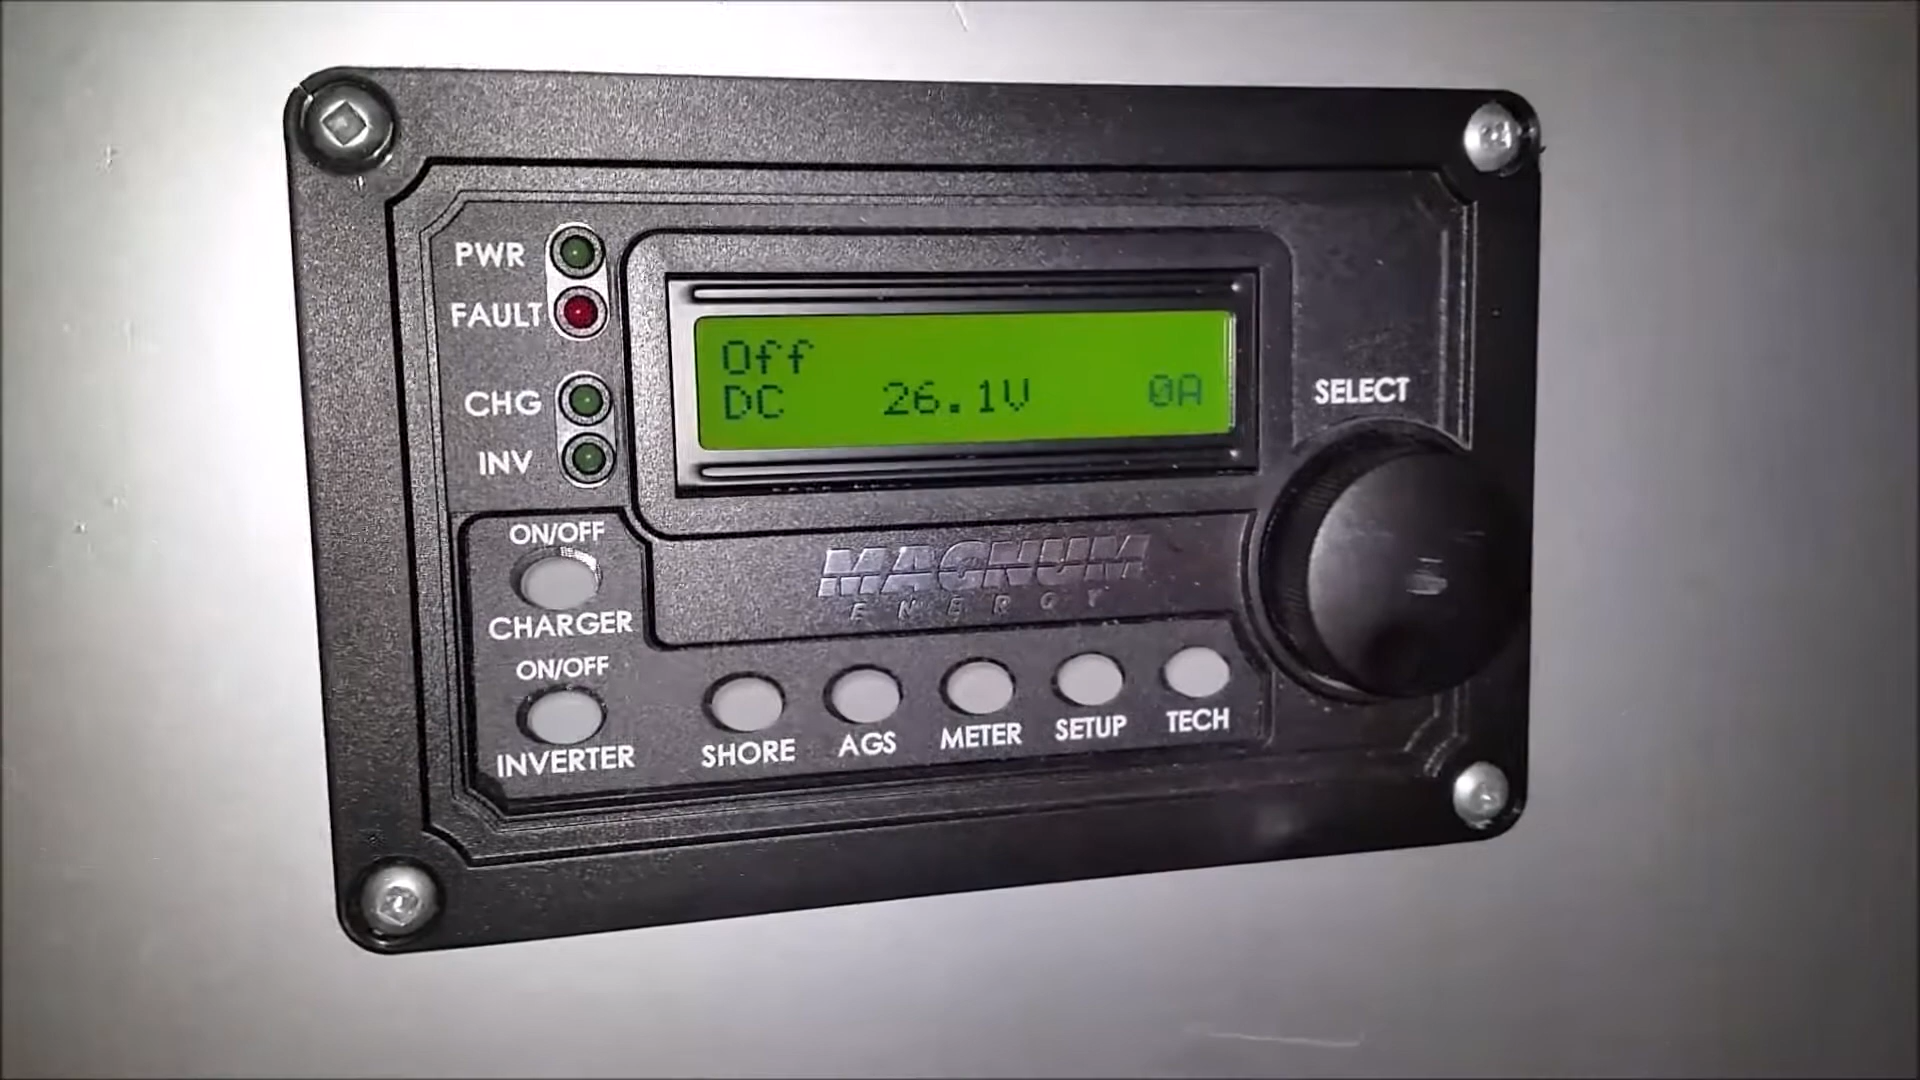 PWR
FAULT
CHG
INV
Off
DC 26.1V 0A
SELECT
MAGNUM
ENERGY
ON/OFF
CHARGER
ON/OFF
INVERTER
SHORE
AGS
METER
SETUP
TECH